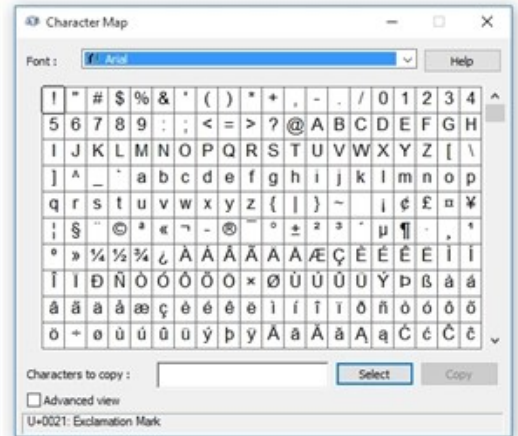 Character Map
Font : Arial Help
! " # $ % & ' ( ) * + , - . / 0 1 2 3 4
5 6 7 8 9 : ; < = > ? @ A B C D E F G H
I J K L M N O P Q R S T U V W X Y Z [ \
] ^ _ ` a b c d e f g h i j k l m n o p
q r s t u v w x y z { | } ~ ¡ ¢ £ ¤ ¥
¦ § ¨ © ª « ¬ - ® ¯ ° ± ² ³ ´ µ ¶ · ¸ ¹
º » ¼ ½ ¾ ¿ À Á Â Ã Ä Å Æ Ç È É Ê Ë Ì Í
Î Ï Ð Ñ Ò Ó Ô Õ Ö × Ø Ù Ú Û Ü Ý Þ ß à á
â ã ä å æ ç è é ê ë ì í î ï ð ñ ò ó ô õ
ö ÷ ø ù ú û ü ý þ ÿ Ā ā Ă ă Ą ą Ć ć Ĉ ĉ
Characters to copy : Select Copy
Advanced view
U+0021: Exclamation Mark